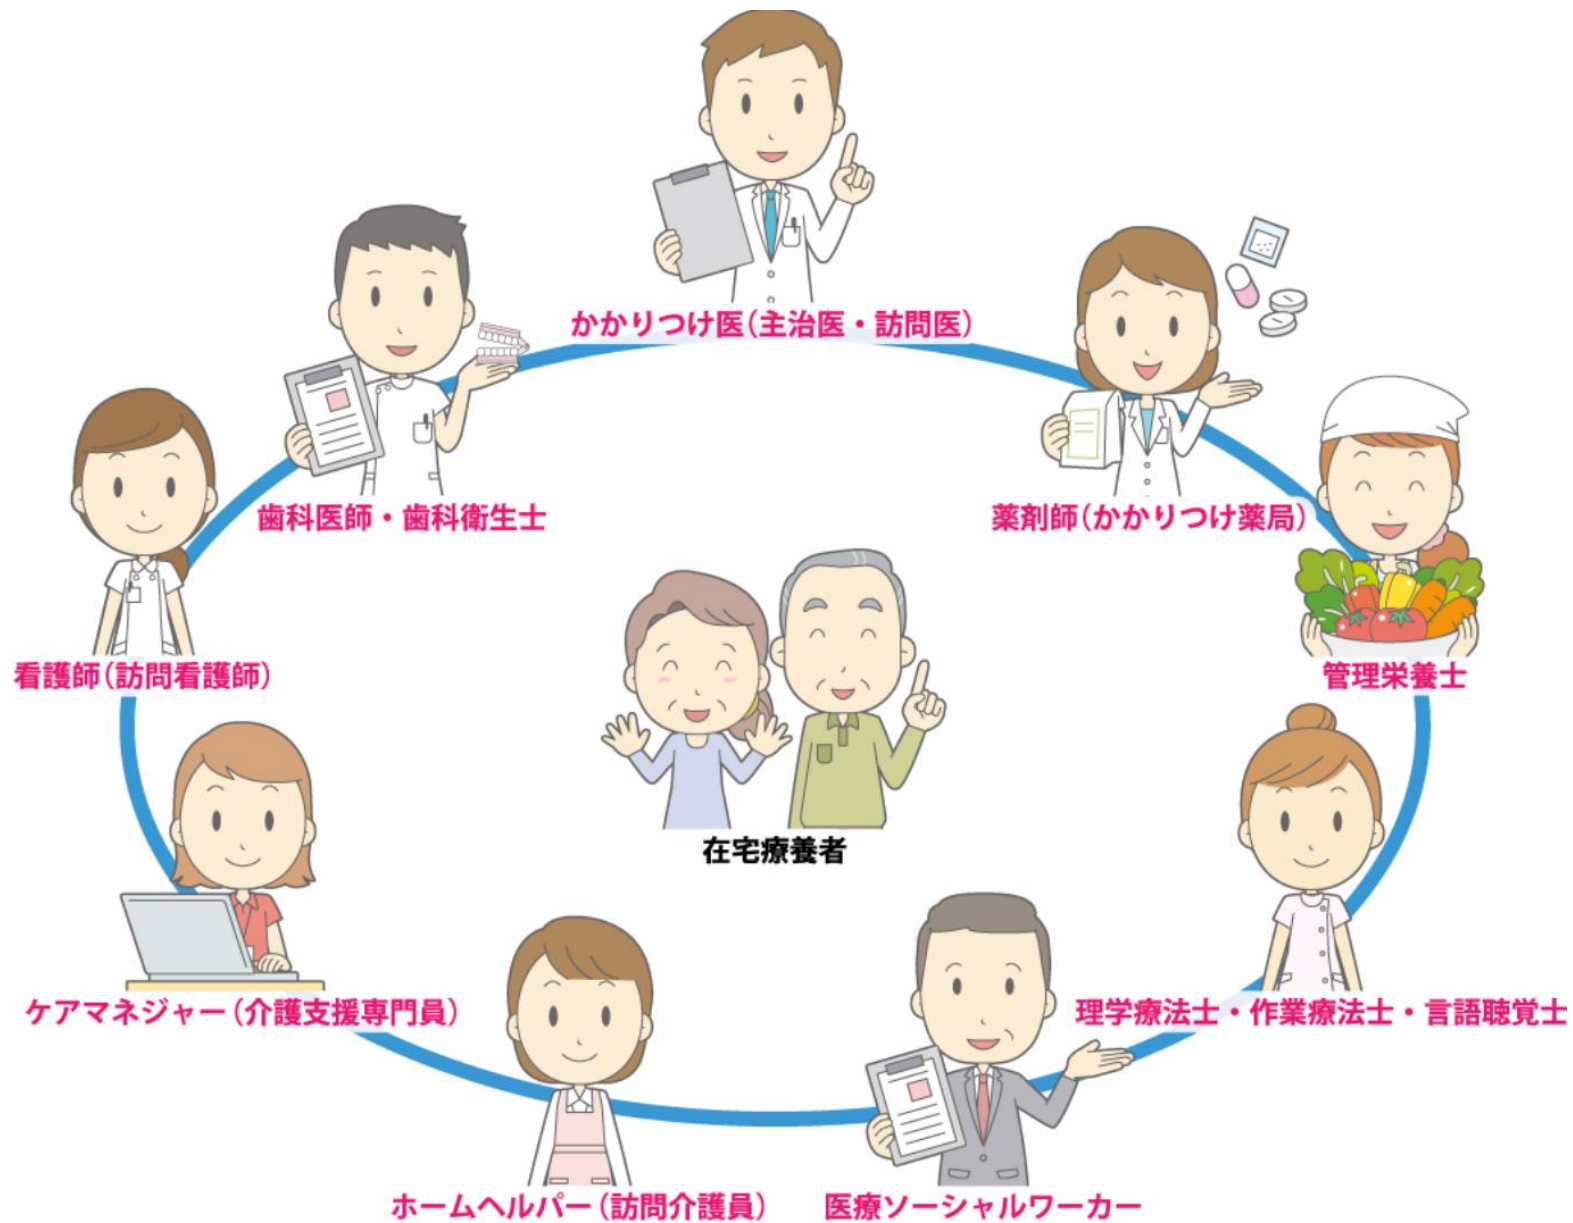 かかりつけ医（主治医・訪問医）
歯科医師・歯科衛生士
薬剤師（かかりつけ薬局）
看護師（訪問看護師）
管理栄養士
在宅療養者
ケアマネジャー（介護支援専門員）
理学療法士・作業療法士・言語聴覚士
ホームヘルパー（訪問介護員）
医療ソーシャルワーカー